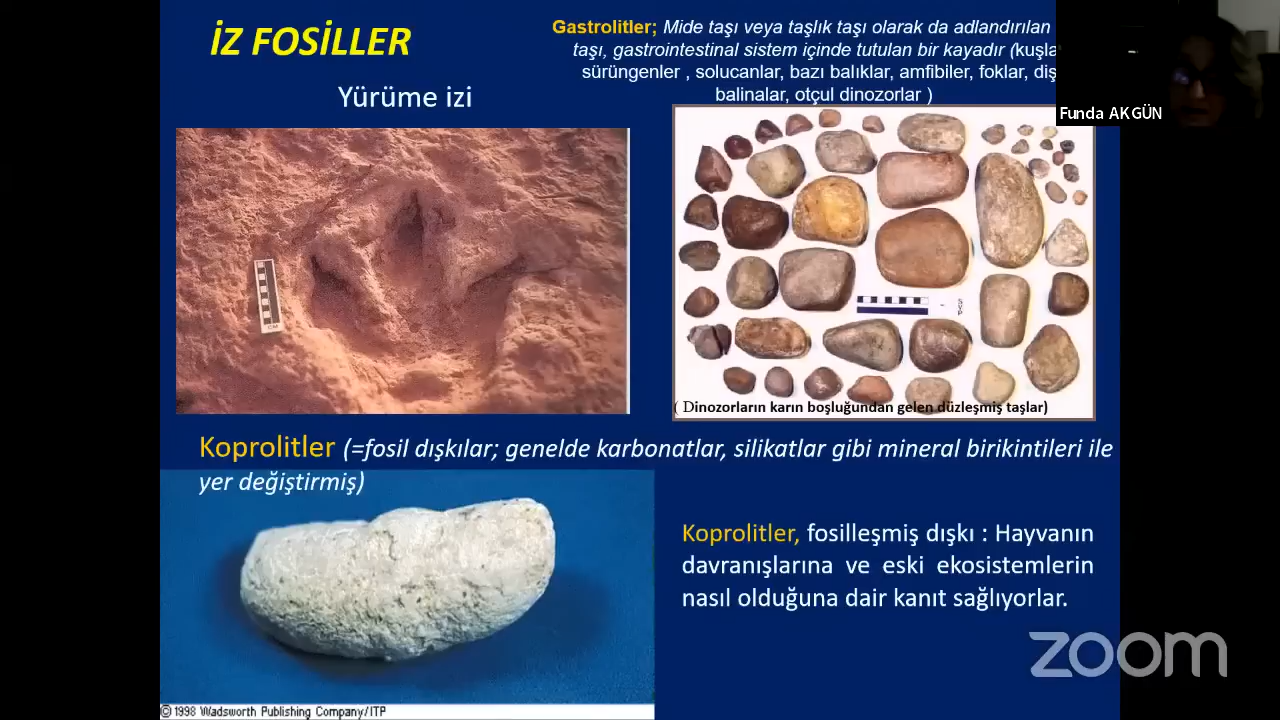 İZ FOSİLLER
Yürüme izi
Gastrolitler; Mide taşı veya taşlık taşı olarak da adlandırılan
taşı, gastrointestinal sistem içinde tutulan bir kayadır (kuşla
sürüngenler , solucanlar, bazı balıklar, amfibiler, foklar, diş
balinalar, otçul dinozorlar )
Funda AKGÜN
CM
( Dinozorların karın boşluğundan gelen düzleşmiş taşlar)
Koprolitler (=fosil dışkılar; genelde karbonatlar, silikatlar gibi mineral birikintileri ile
yer değiştirmiş)
Koprolitler, fosilleşmiş dışkı : Hayvanın
davranışlarına ve eski ekosistemlerin
nasıl olduğuna dair kanıt sağlıyorlar.
zoom
© 1998 Wadsworth Publishing Company/ITP